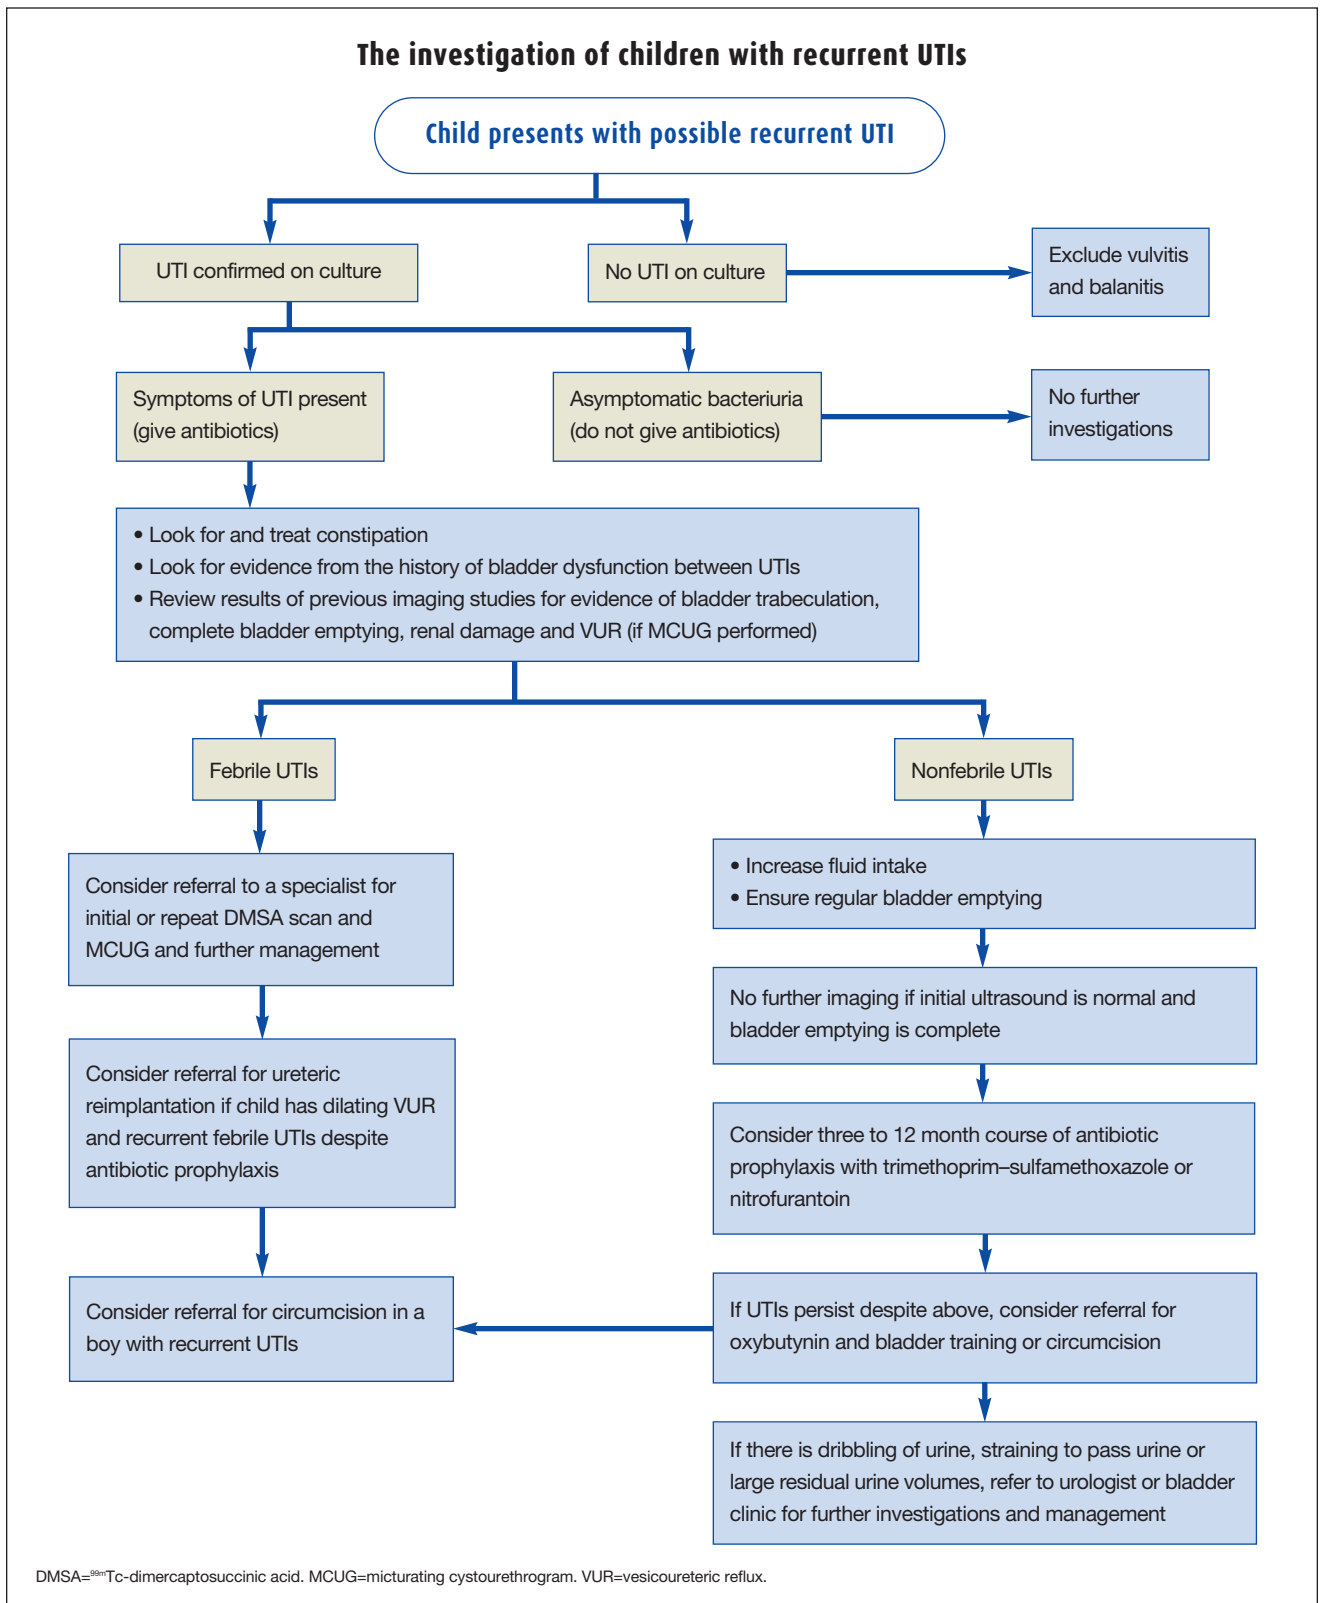 The investigation of children with recurrent UTIs
Child presents with possible recurrent UTI
UTI confirmed on culture
No UTI on culture
Exclude vulvitis
and balanitis
Symptoms of UTI present
(give antibiotics)
Asymptomatic bacteriuria
(do not give antibiotics)
No further
investigations
• Look for and treat constipation
• Look for evidence from the history of bladder dysfunction between UTIs
• Review results of previous imaging studies for evidence of bladder trabeculation,
complete bladder emptying, renal damage and VUR (if MCUG performed)
Febrile UTIs
Nonfebrile UTIs
Consider referral to a specialist for
initial or repeat DMSA scan and
MCUG and further management
• Increase fluid intake
• Ensure regular bladder emptying
No further imaging if initial ultrasound is normal and
bladder emptying is complete
Consider referral for ureteric
reimplantation if child has dilating VUR
and recurrent febrile UTIs despite
antibiotic prophylaxis
Consider three to 12 month course of antibiotic
prophylaxis with trimethoprim–sulfamethoxazole or
nitrofurantoin
Consider referral for circumcision in a
boy with recurrent UTIs
If UTIs persist despite above, consider referral for
oxybutynin and bladder training or circumcision
If there is dribbling of urine, straining to pass urine or
large residual urine volumes, refer to urologist or bladder
clinic for further investigations and management
DMSA=⁹⁹ᵐTc-dimercaptosuccinic acid. MCUG=micturating cystourethrogram. VUR=vesicoureteric reflux.